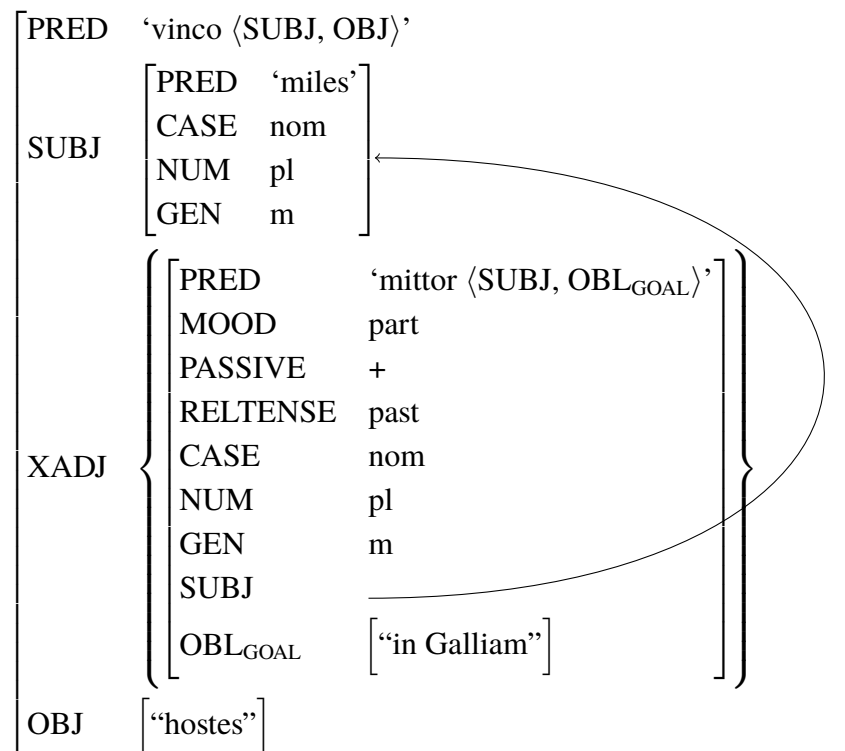 PRED ‘vinco ⟨SUBJ, OBJ⟩’
SUBJ
PRED ‘miles’
CASE nom
NUM pl
GEN m
XADJ
PRED ‘mittor ⟨SUBJ, OBL_GOAL⟩’
MOOD part
PASSIVE +
RELTENSE past
CASE nom
NUM pl
GEN m
SUBJ
OBL_GOAL “in Galliam”
OBJ “hostes”